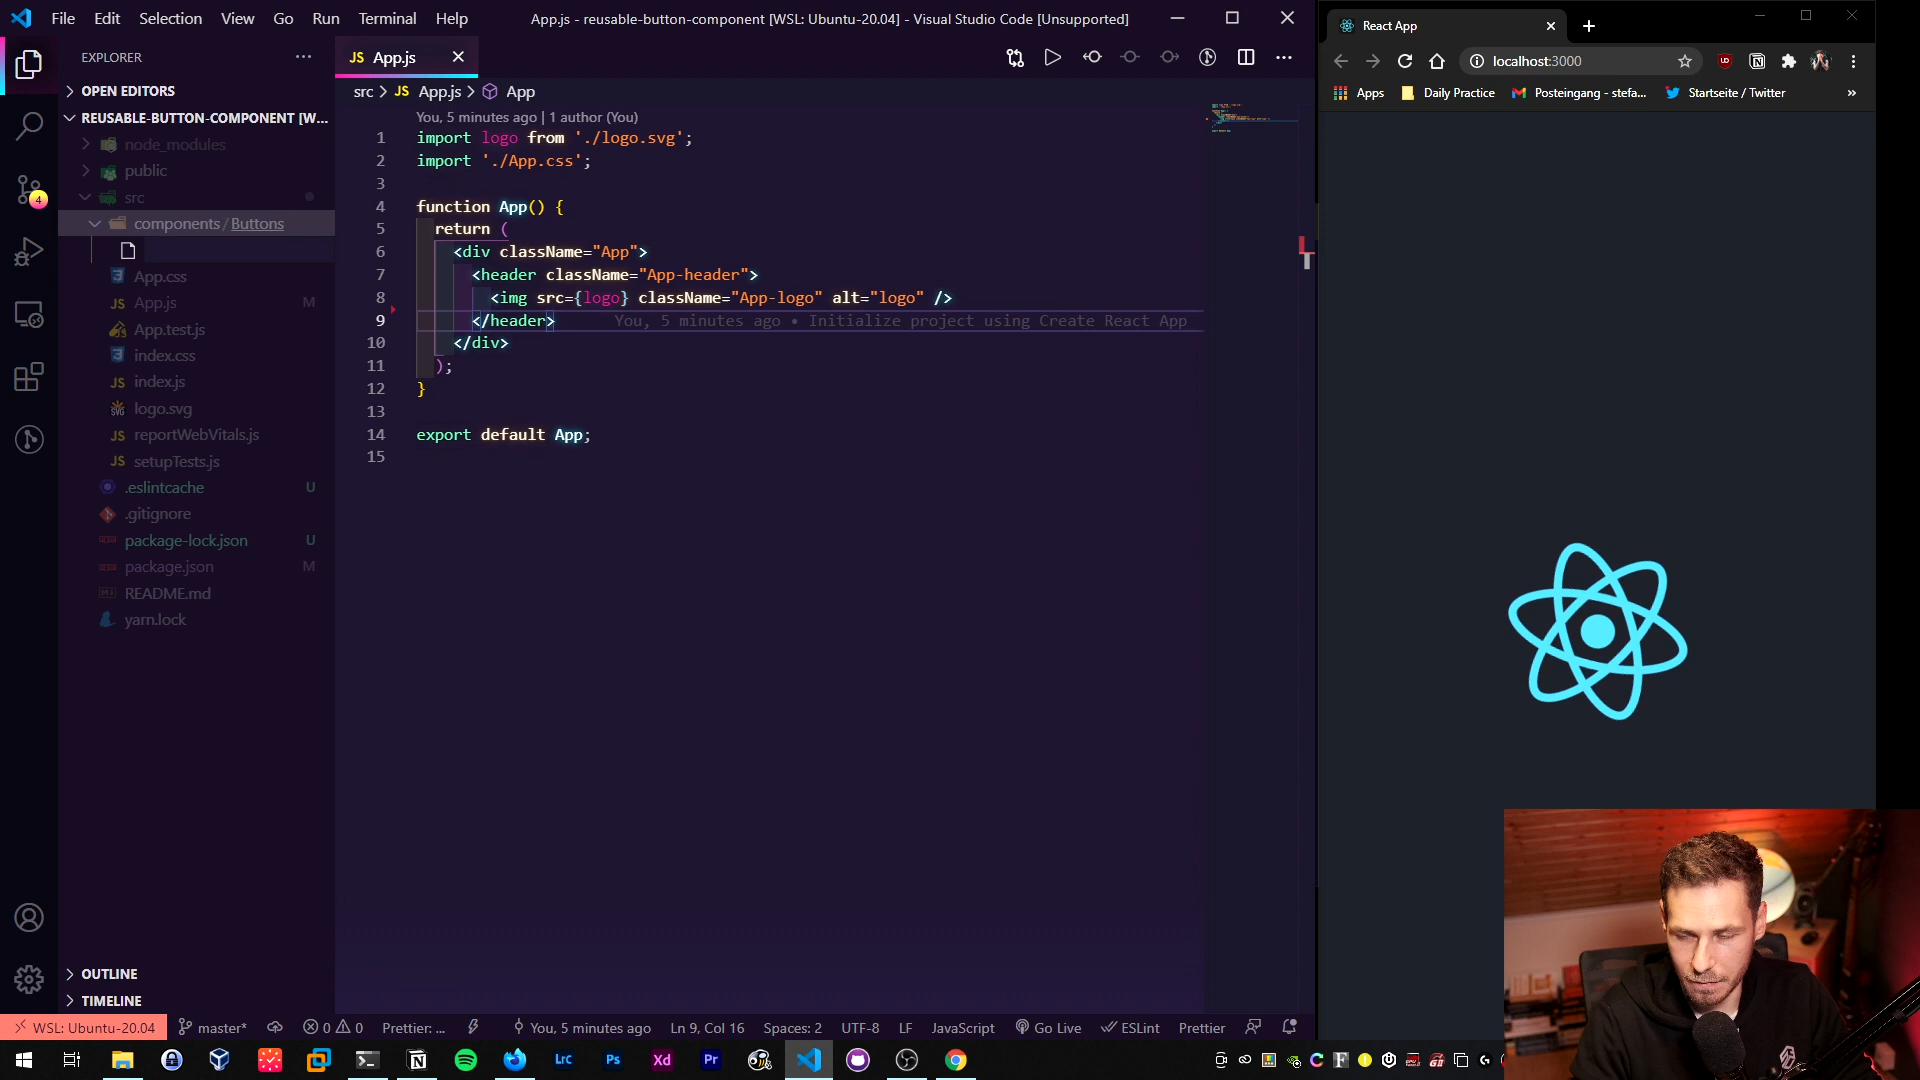 File Edit Selection View Go Run Terminal Help
App.js - reusable-button-component [WSL: Ubuntu-20.04] - Visual Studio Code [Unsupported]
EXPLORER
OPEN EDITORS
REUSABLE-BUTTON-COMPONENT [W...
node_modules
public
src
components / Buttons
App.css
App.js M
App.test.js
index.css
index.js
logo.svg
reportWebVitals.js
setupTests.js
.eslintcache U
.gitignore
package-lock.json U
package.json M
README.md
yarn.lock
OUTLINE
TIMELINE
4
JS App.js
src > JS App.js > App
You, 5 minutes ago | 1 author (You)
1 import logo from './logo.svg';
2 import './App.css';
3
4 function App() {
5 return (
6 <div className="App">
7 <header className="App-header">
8 <img src={logo} className="App-logo" alt="logo" />
9 </header> You, 5 minutes ago • Initialize project using Create React App
10 </div>
11 );
12 }
13
14 export default App;
15
WSL: Ubuntu-20.04 master* 0 0 Prettier: ... You, 5 minutes ago Ln 9, Col 16 Spaces: 2 UTF-8 LF JavaScript Go Live ESLint Prettier
React App
localhost:3000
Apps Daily Practice Posteingang - stefa... Startseite / Twitter »
Lrc Ps Xd Pr